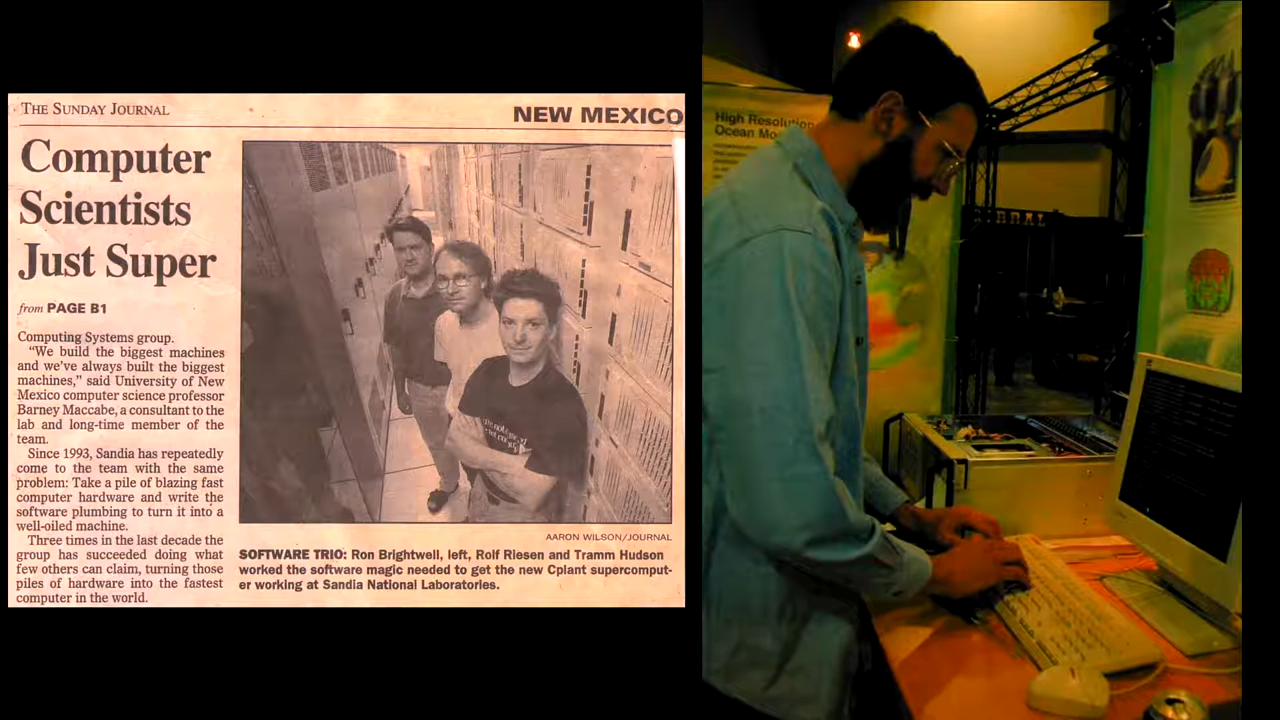 THE SUNDAY JOURNAL
NEW MEXICO
Computer
Scientists
Just Super
from PAGE B1
Computing Systems group.
“We build the biggest machines
and we’ve always built the biggest
machines,” said University of New
Mexico computer science professor
Barney Maccabe, a consultant to the
lab and long-time member of the
team.
Since 1993, Sandia has repeatedly
come to the team with the same
problem: Take a pile of blazing fast
computer hardware and write the
software plumbing to turn it into a
well-oiled machine.
Three times in the last decade the
group has succeeded doing what
few others can claim, turning those
piles of hardware into the fastest
computer in the world.
AARON WILSON/JOURNAL
SOFTWARE TRIO: Ron Brightwell, left, Rolf Riesen and Tramm Hudson
worked the software magic needed to get the new Cplant supercomput-
er working at Sandia National Laboratories.
High Resolution
Ocean